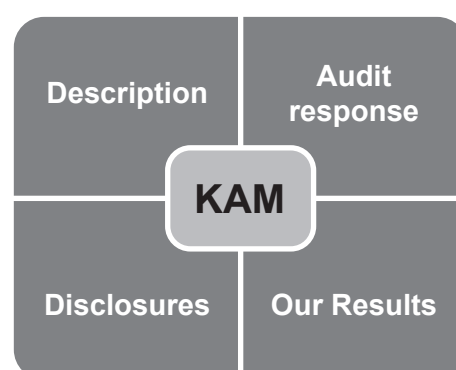 Description
Audit
response
KAM
Disclosures
Our Results